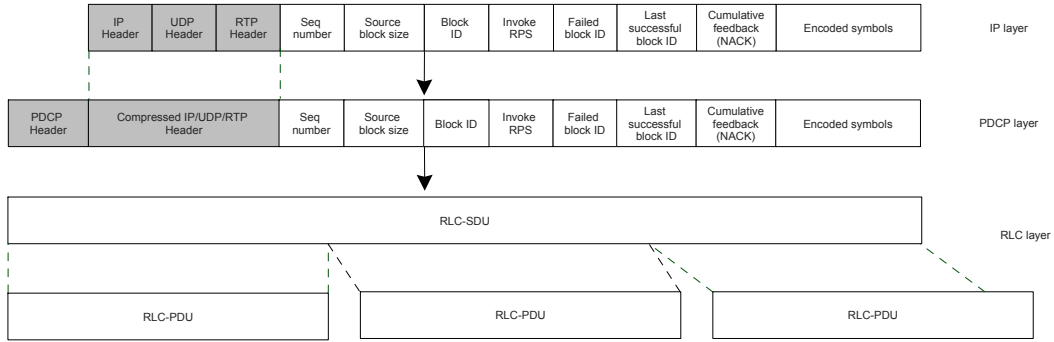 IP Header UDP Header RTP Header Seq number Source block size Block ID Invoke RPS Failed block ID Last successful block ID Cumulative feedback (NACK) Encoded symbols IP layer
PDCP Header Compressed IP/UDP/RTP Header Seq number Source block size Block ID Invoke RPS Failed block ID Last successful block ID Cumulative feedback (NACK) Encoded symbols PDCP layer
RLC-SDU
RLC layer
RLC-PDU RLC-PDU RLC-PDU